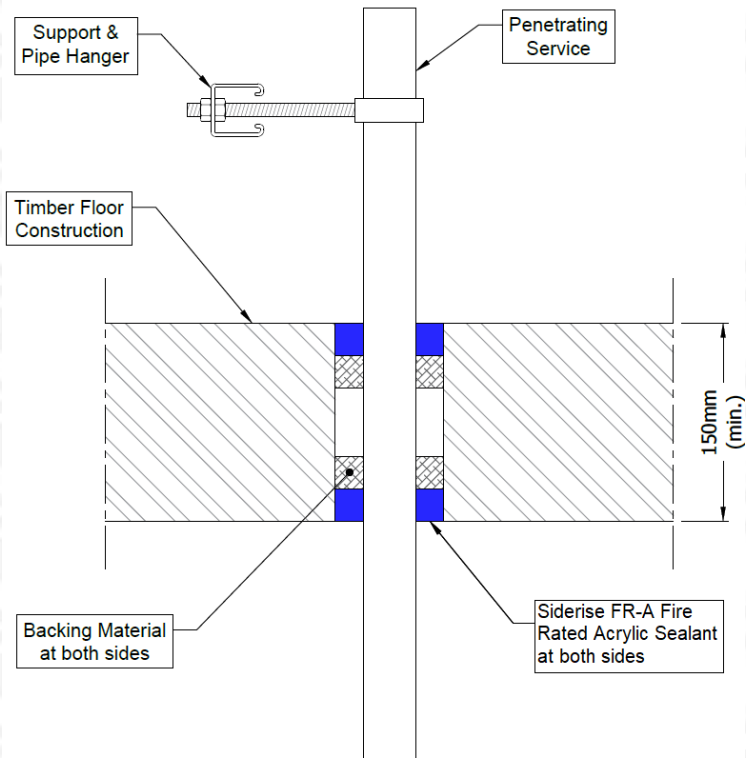 Support &
Pipe Hanger
Penetrating
Service
Timber Floor
Construction
150mm
(min.)
Backing Material
at both sides
Siderise FR-A Fire
Rated Acrylic Sealant
at both sides